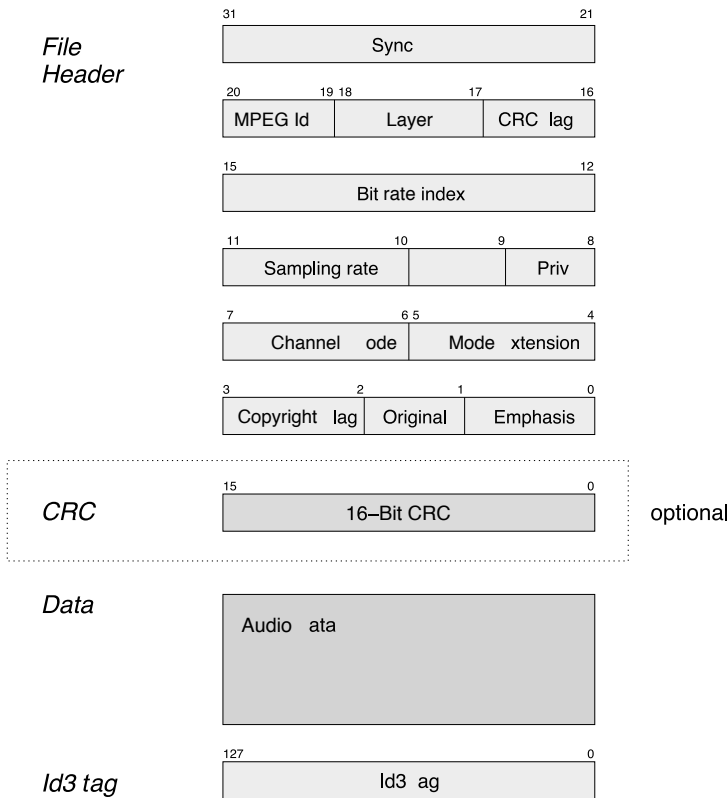 31 21
File Header
Sync
20 19 18 17 16
MPEG Id Layer CRC lag
15 12
Bit rate index
11 10 9 8
Sampling rate Priv
7 6 5 4
Channel ode Mode xtension
3 2 1 0
Copyright lag Original Emphasis
15 0
CRC 16–Bit CRC optional
Data
Audio ata
127 0
Id3 tag Id3 ag